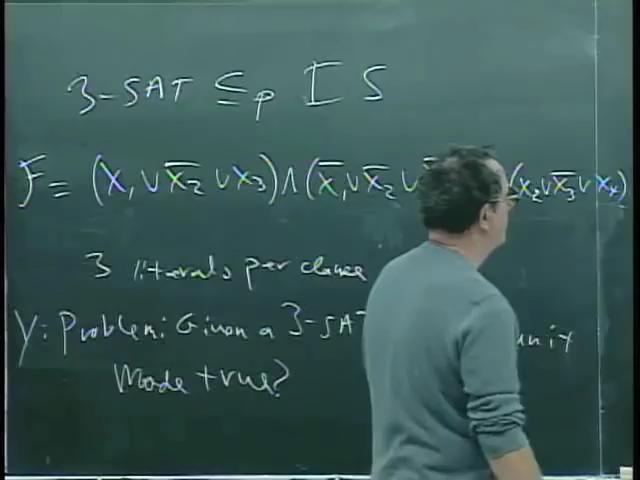 3-SAT ≤p IS
F = (x₁ ∨ x̅₂ ∨ x₃) ∧ (x̅₁ ∨ x̅₂ ∨ (x₂ ∨ x̅₃ ∨ x₄)
3 literals per clause
Y: Problem: Given a 3-SAT
made true?